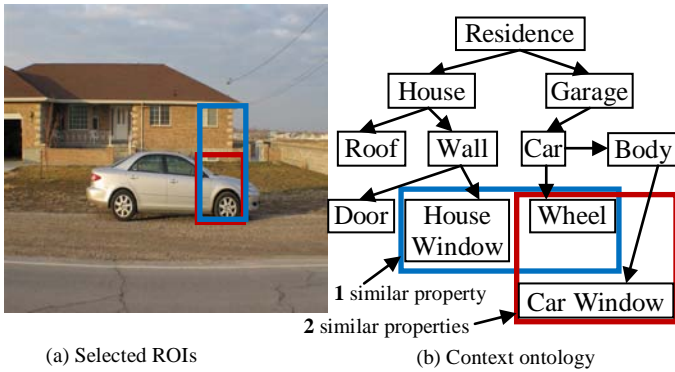 Residence
House
Garage
Roof
Wall
Car
Body
Door
House
Window
Wheel
1 similar property
Car Window
2 similar properties
(a) Selected ROIs
(b) Context ontology